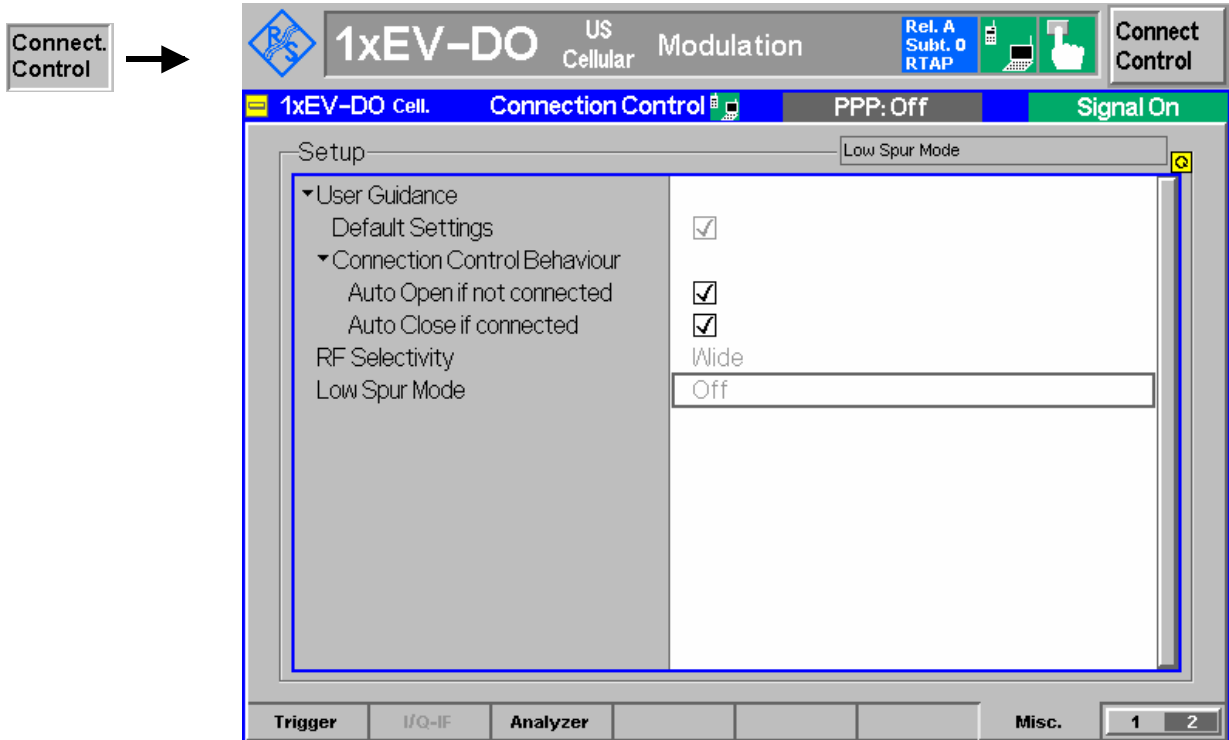 Connect.
Control
R S
1xEV-DO US Cellular Modulation
Rel. A
Subt. 0
RTAP
Connect
Control
1xEV-DO Cell. Connection Control PPP: Off Signal On
Setup Low Spur Mode
User Guidance
Default Settings
Connection Control Behaviour
Auto Open if not connected
Auto Close if connected
RF Selectivity Wide
Low Spur Mode Off
Trigger I/Q-IF Analyzer Misc. 1 2